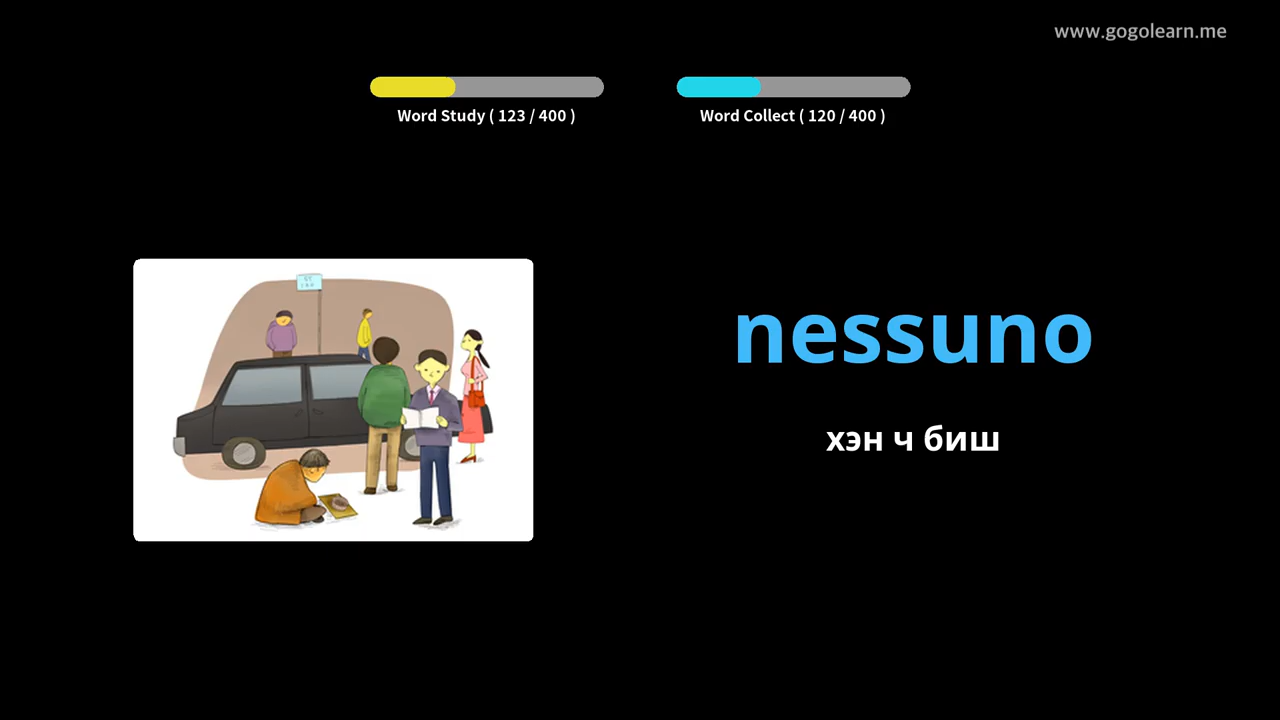 www.gogolearn.me
Word Study ( 123 / 400 )
Word Collect ( 120 / 400 )
nessuno
хэн ч биш